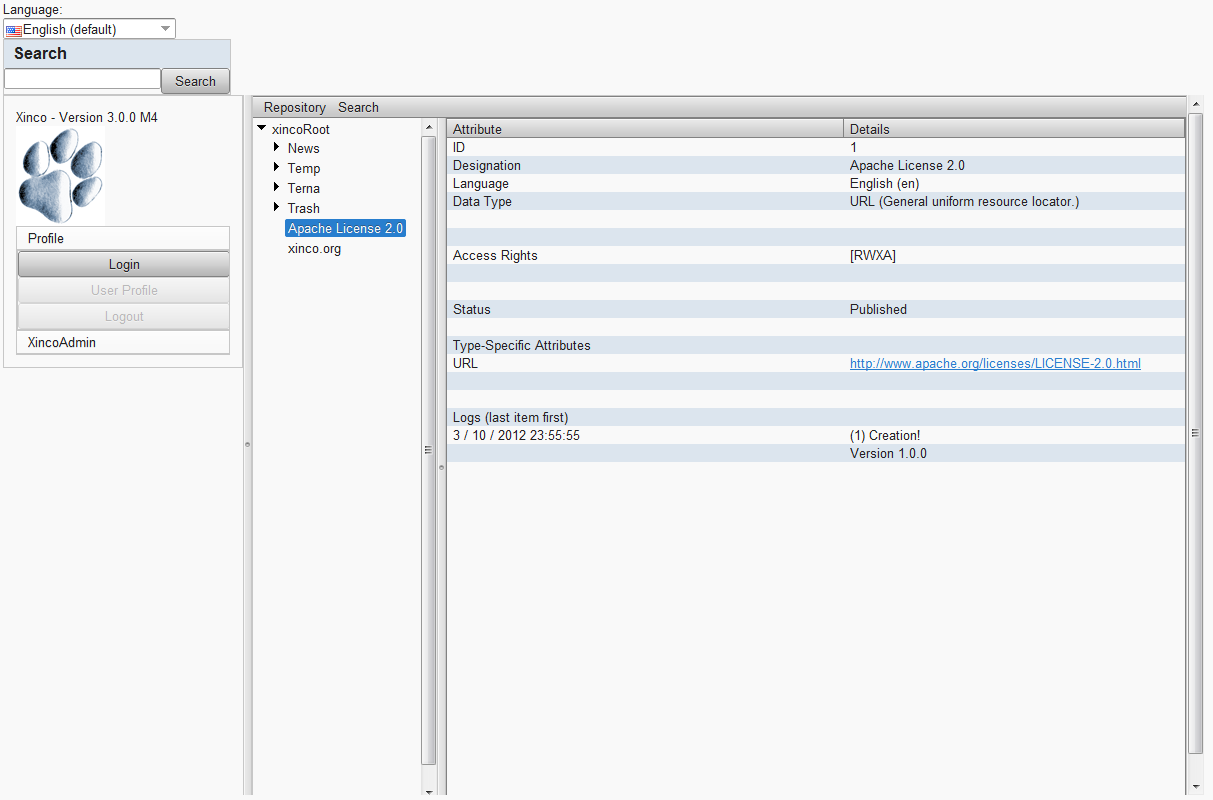 Language:
English (default)
Search
Search
Xinco - Version 3.0.0 M4
Profile
Login
User Profile
Logout
XincoAdmin
Repository Search
xincoRoot
News
Temp
Terna
Trash
Apache License 2.0
xinco.org
Attribute Details
ID 1
Designation Apache License 2.0
Language English (en)
Data Type URL (General uniform resource locator.)
Access Rights [RWXA]
Status Published
Type-Specific Attributes
URL http://www.apache.org/licenses/LICENSE-2.0.html
Logs (last item first)
3 / 10 / 2012 23:55:55 (1) Creation!
Version 1.0.0